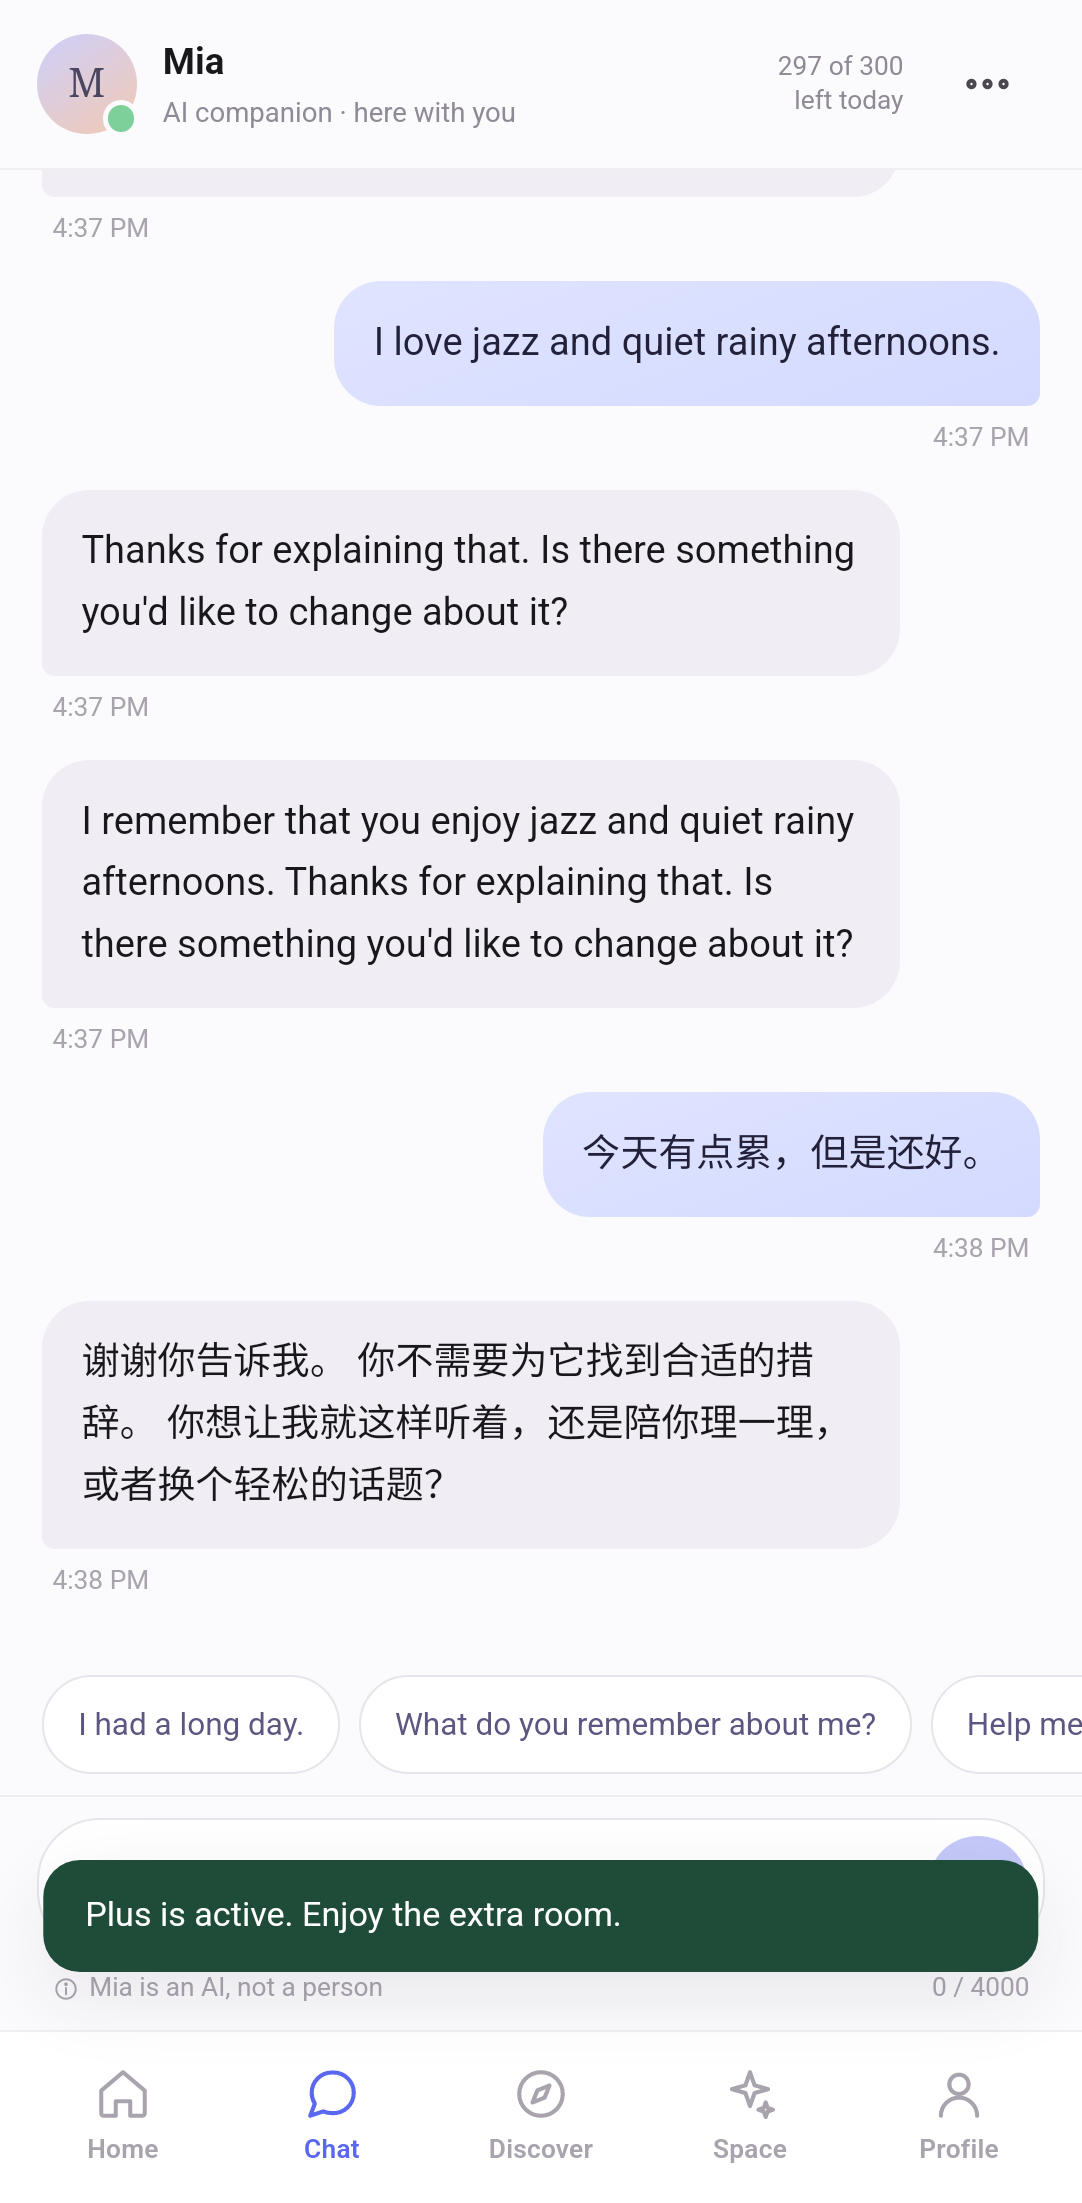 M
Mia
AI companion · here with you
297 of 300
left today
4:37 PM
I love jazz and quiet rainy afternoons.
4:37 PM
Thanks for explaining that. Is there something
you'd like to change about it?
4:37 PM
I remember that you enjoy jazz and quiet rainy
afternoons. Thanks for explaining that. Is
there something you'd like to change about it?
4:37 PM
今天有点累，但是还好。
4:38 PM
谢谢你告诉我。 你不需要为它找到合适的措
辞。 你想让我就这样听着，还是陪你理一理，
或者换个轻松的话题？
4:38 PM
I had a long day.
What do you remember about me?
Help me
Plus is active. Enjoy the extra room.
Mia is an AI, not a person
0 / 4000
Home
Chat
Discover
Space
Profile